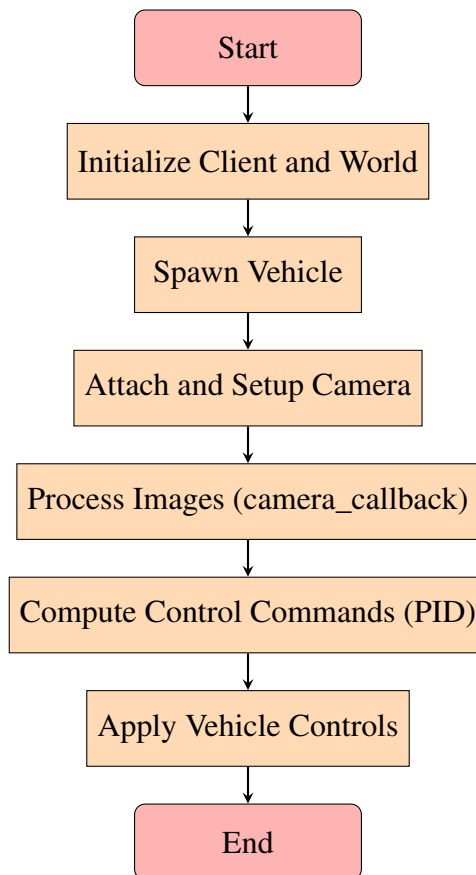 Start
Initialize Client and World
Spawn Vehicle
Attach and Setup Camera
Process Images (camera_callback)
Compute Control Commands (PID)
Apply Vehicle Controls
End